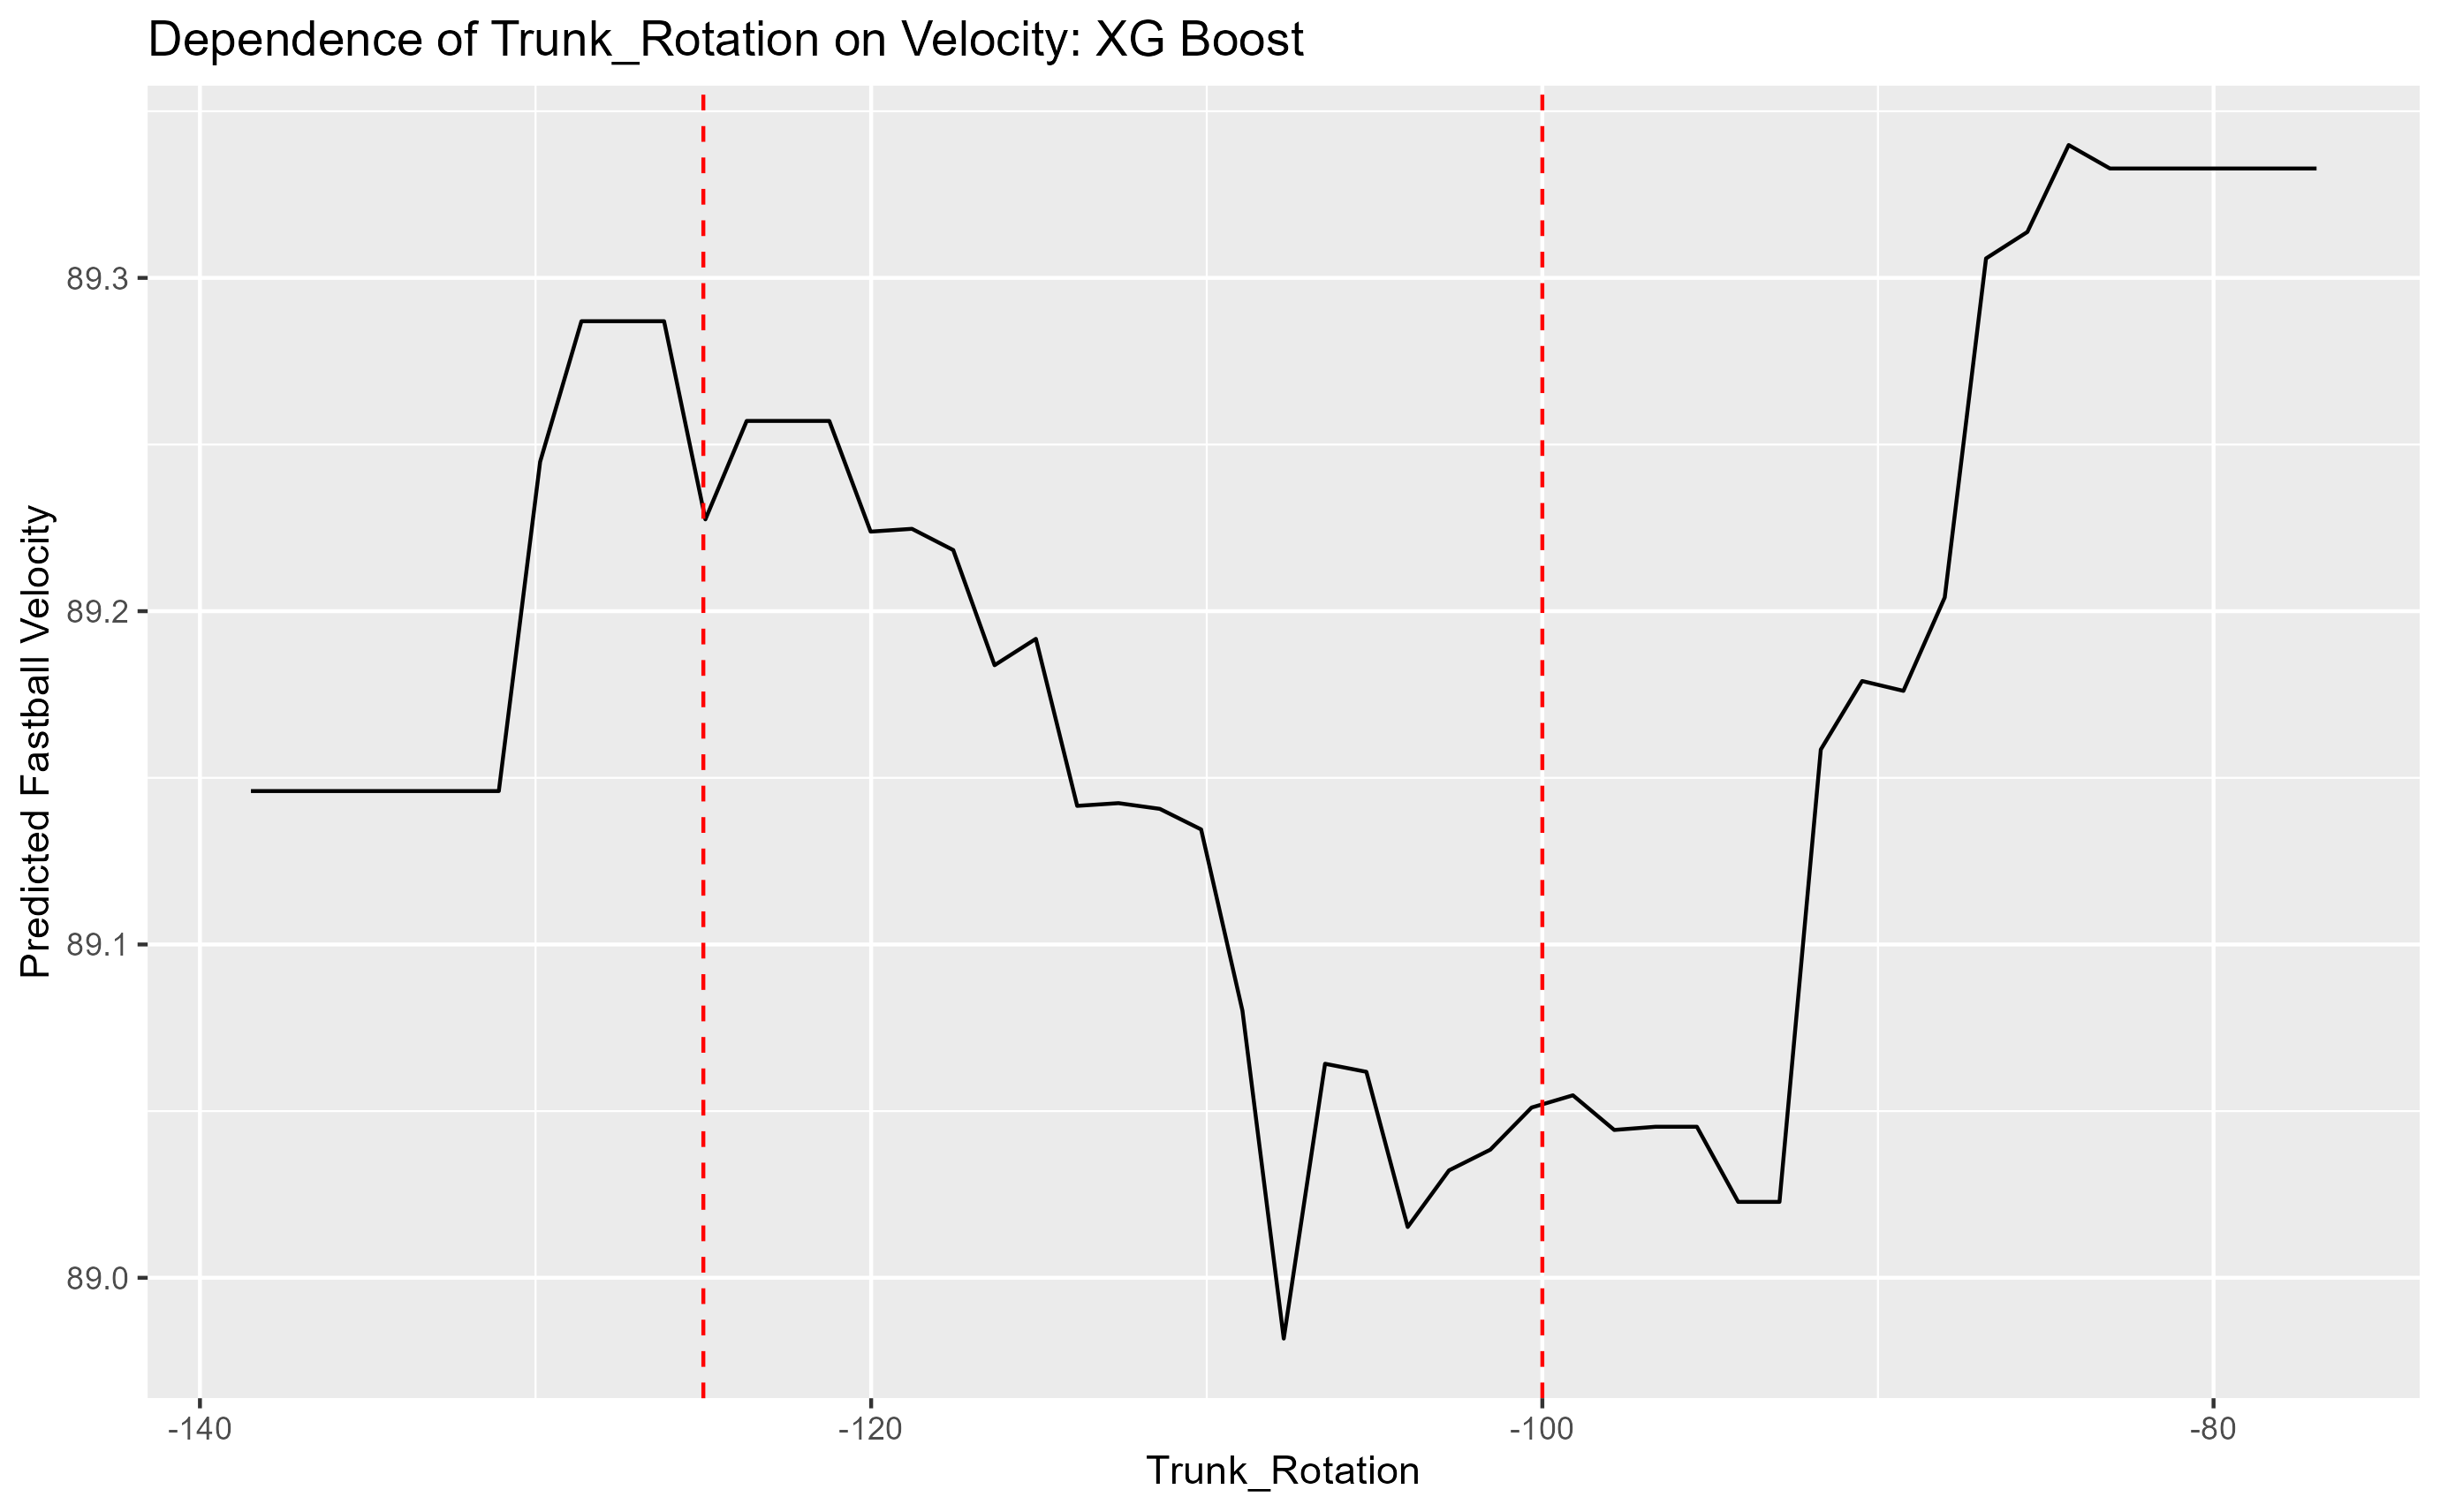 Dependence of Trunk_Rotation on Velocity: XG Boost
Predicted Fastball Velocity
89.3
89.2
89.1
89.0
-140
-120
-100
-80
Trunk_Rotation